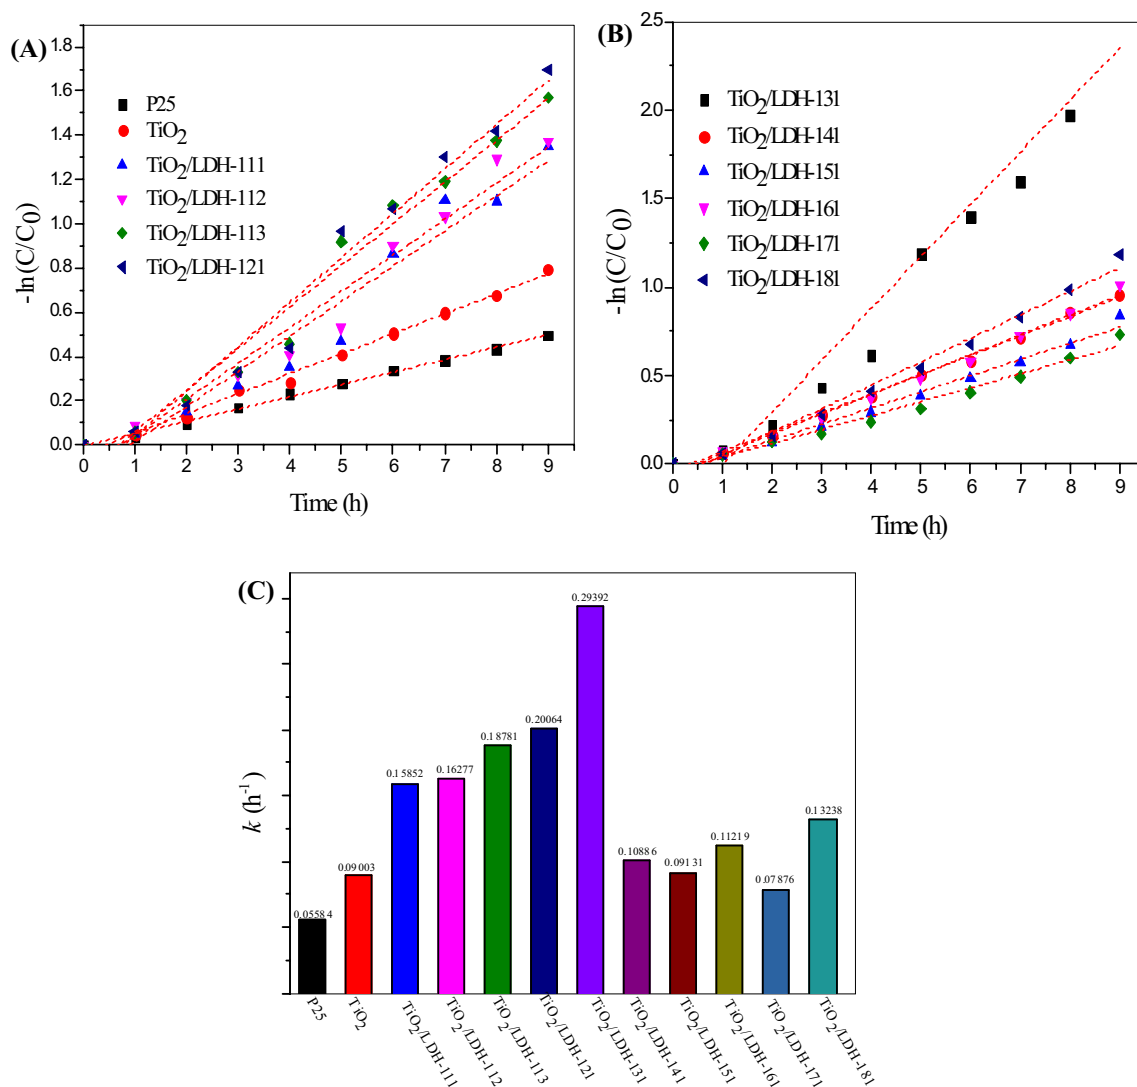 (A)
1.8
1.6
1.4
1.2
1.0
0.8
0.6
0.4
0.2
0.0
-ln (C/C0)
P25
TiO2
TiO2/LDH-111
TiO2/LDH-112
TiO2/LDH-113
TiO2/LDH-121
0 1 2 3 4 5 6 7 8 9
Time (h)
(B)
25
20
1.5
1.0
0.5
0.0
-ln (C/C0)
TiO2/LDH-131
TiO2/LDH-141
TiO2/LDH-151
TiO2/LDH-161
TiO2/LDH-171
TiO2/LDH-181
0 1 2 3 4 5 6 7 8 9
Time (h)
(C)
k (h-1)
0.05584
0.09003
0.15852
0.16277
0.18781
0.20064
0.29392
0.10886
0.09131
0.11219
0.07876
0.13238
P25
TiO2
TiO2/LDH-111
TiO2/LDH-112
TiO2/LDH-113
TiO2/LDH-121
TiO2/LDH-131
TiO2/LDH-141
TiO2/LDH-151
TiO2/LDH-161
TiO2/LDH-171
TiO2/LDH-181